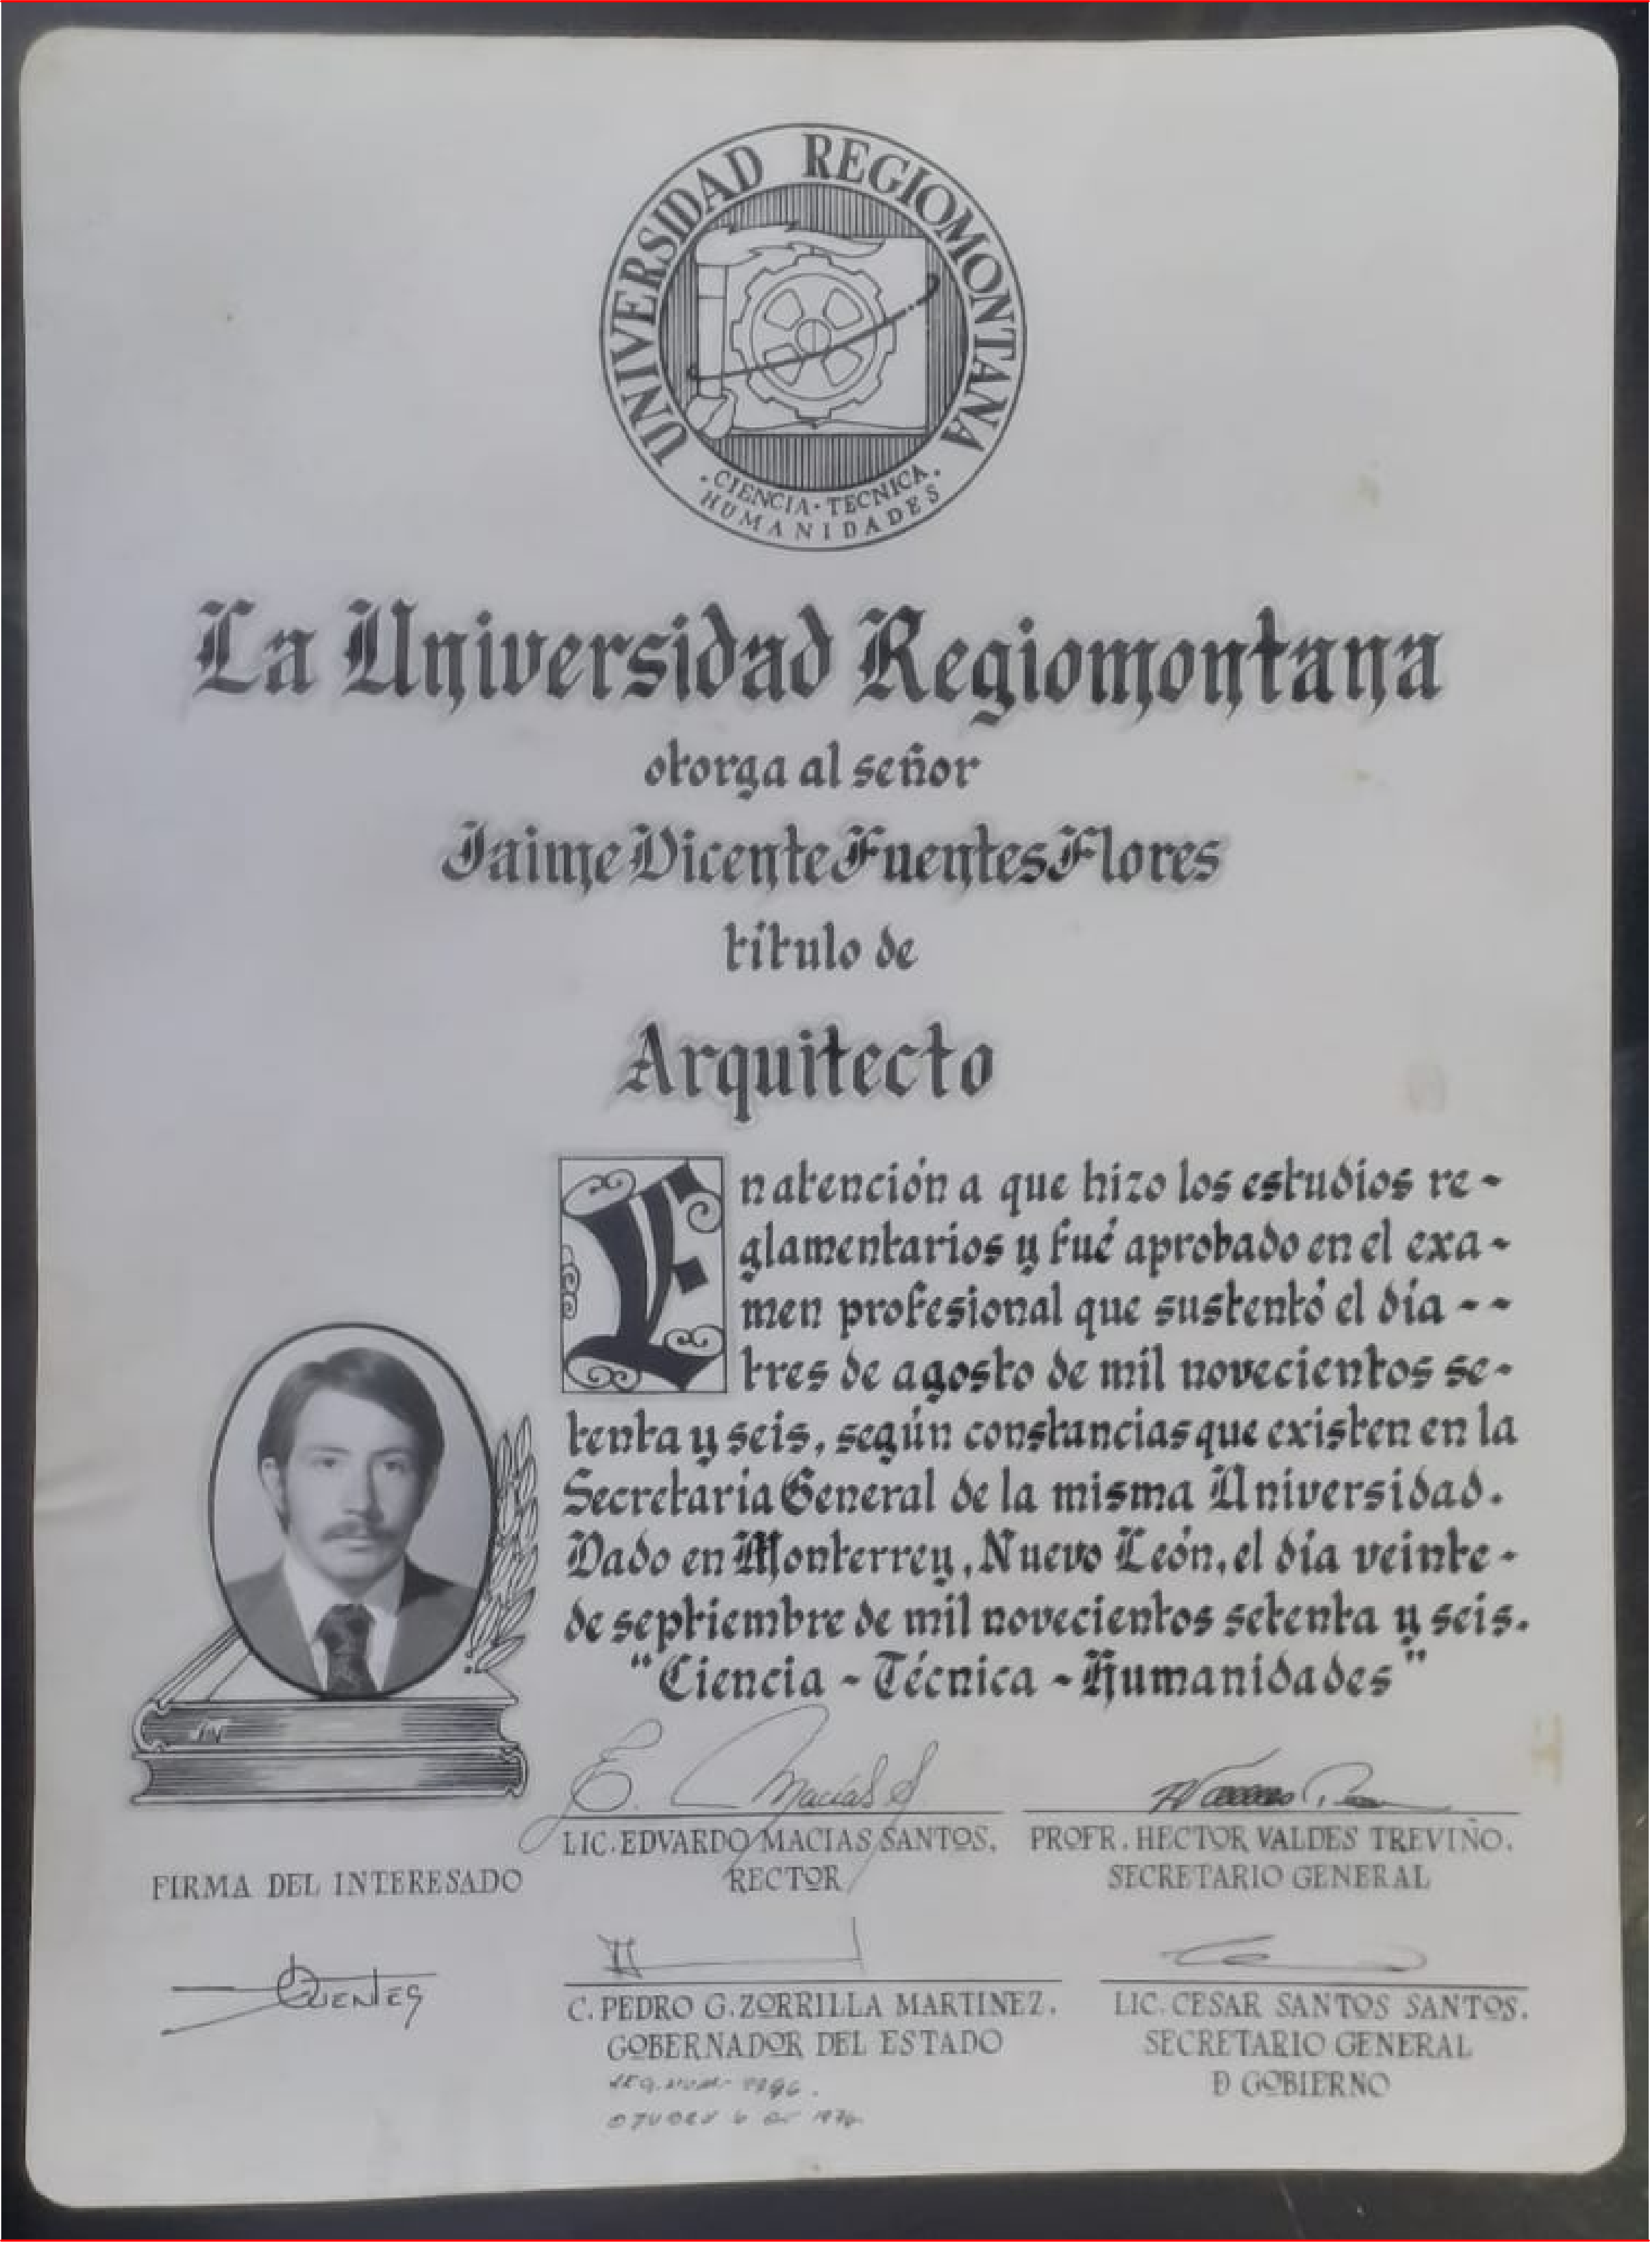 UNIVERSIDAD REGIOMONTANA
· CIENCIA · TECNICA ·
HUMANIDADES
La Universidad Regiomontana
otorga al señor
Jaime Vicente Fuentes Flores
título de
Arquitecto
En atención a que hizo los estudios re-
glamentarios y fué aprobado en el exa-
men profesional que sustentó el día - -
tres de agosto de mil novecientos se-
tenta y seis, según constancias que existen en la
Secretaría General de la misma Universidad.
Dado en Monterrey, Nuevo León, el día veinte -
de septiembre de mil novecientos setenta y seis.
"Ciencia - Técnica - Humanidades"
E. Macías S
LIC. EDUARDO MACIAS SANTOS.
RECTOR
PROFR. HECTOR VALDES TREVIÑO.
SECRETARIO GENERAL
FIRMA DEL INTERESADO
Fuentes
C. PEDRO G. ZORRILLA MARTINEZ.
GOBERNADOR DEL ESTADO
LIC. CESAR SANTOS SANTOS.
SECRETARIO GENERAL
D GOBIERNO